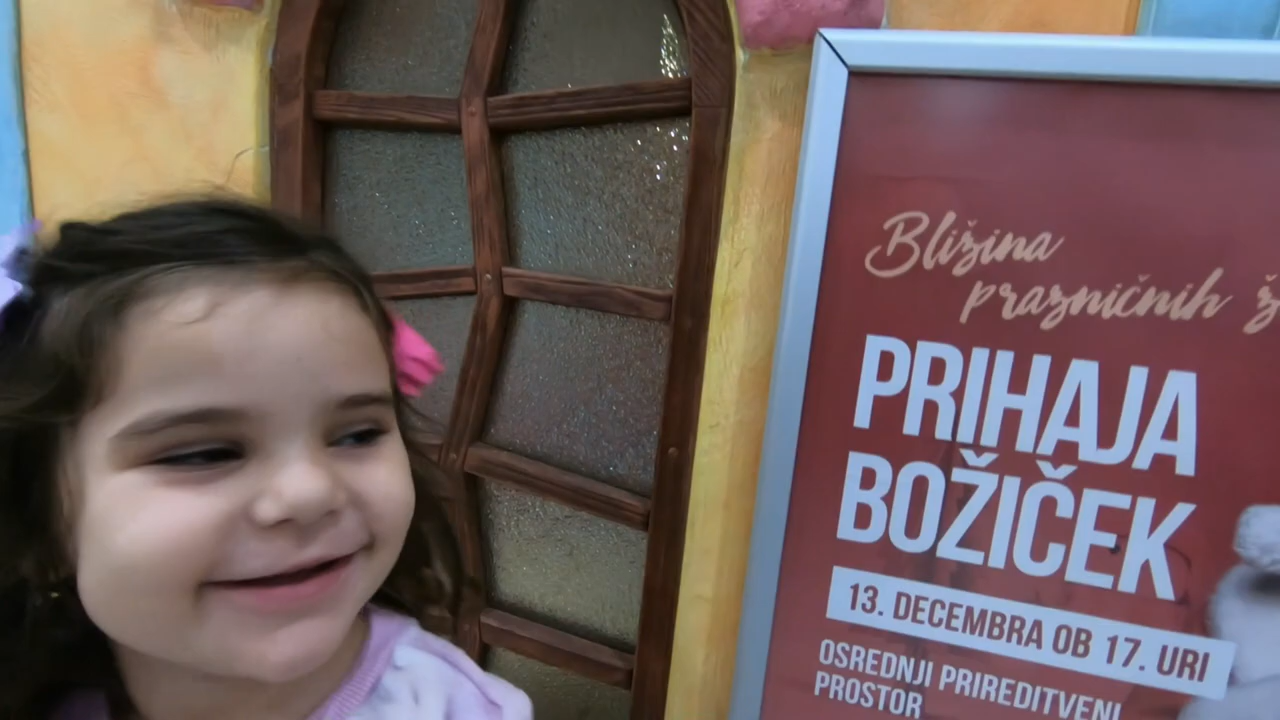 Bližina
prazničnih
PRIHAJA
BOŽIČEK
13. DECEMBRA OB 17. URI
OSREDNJI PRIREDITVENI
PROSTOR